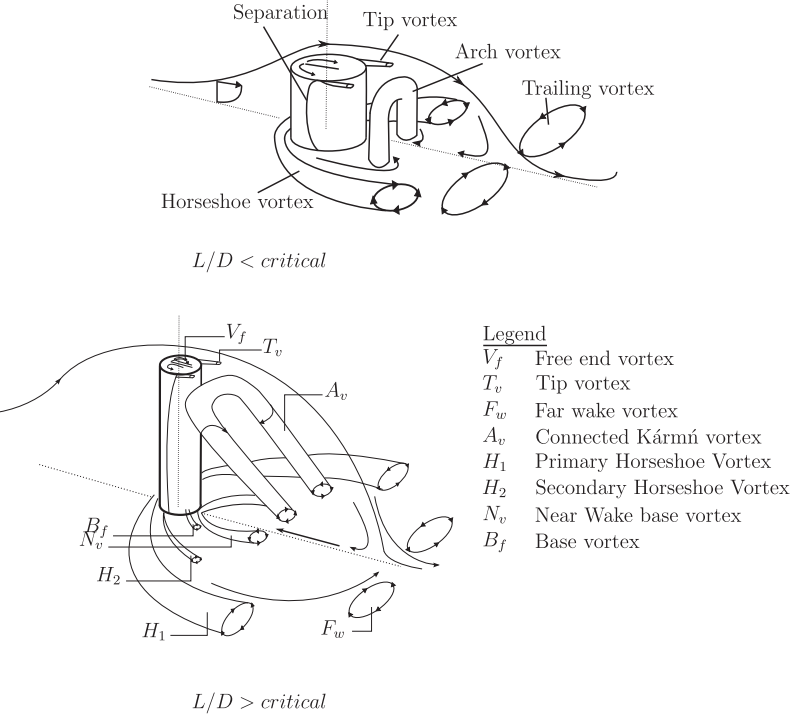 Separation
Tip vortex
Arch vortex
Trailing vortex
Horseshoe vortex
L/D < critical
V_f
T_v
A_v
B_f
N_v
H_2
H_1
F_w
Legend
V_f Free end vortex
T_v Tip vortex
F_w Far wake vortex
A_v Connected Kármń vortex
H_1 Primary Horseshoe Vortex
H_2 Secondary Horseshoe Vortex
N_v Near Wake base vortex
B_f Base vortex
L/D > critical